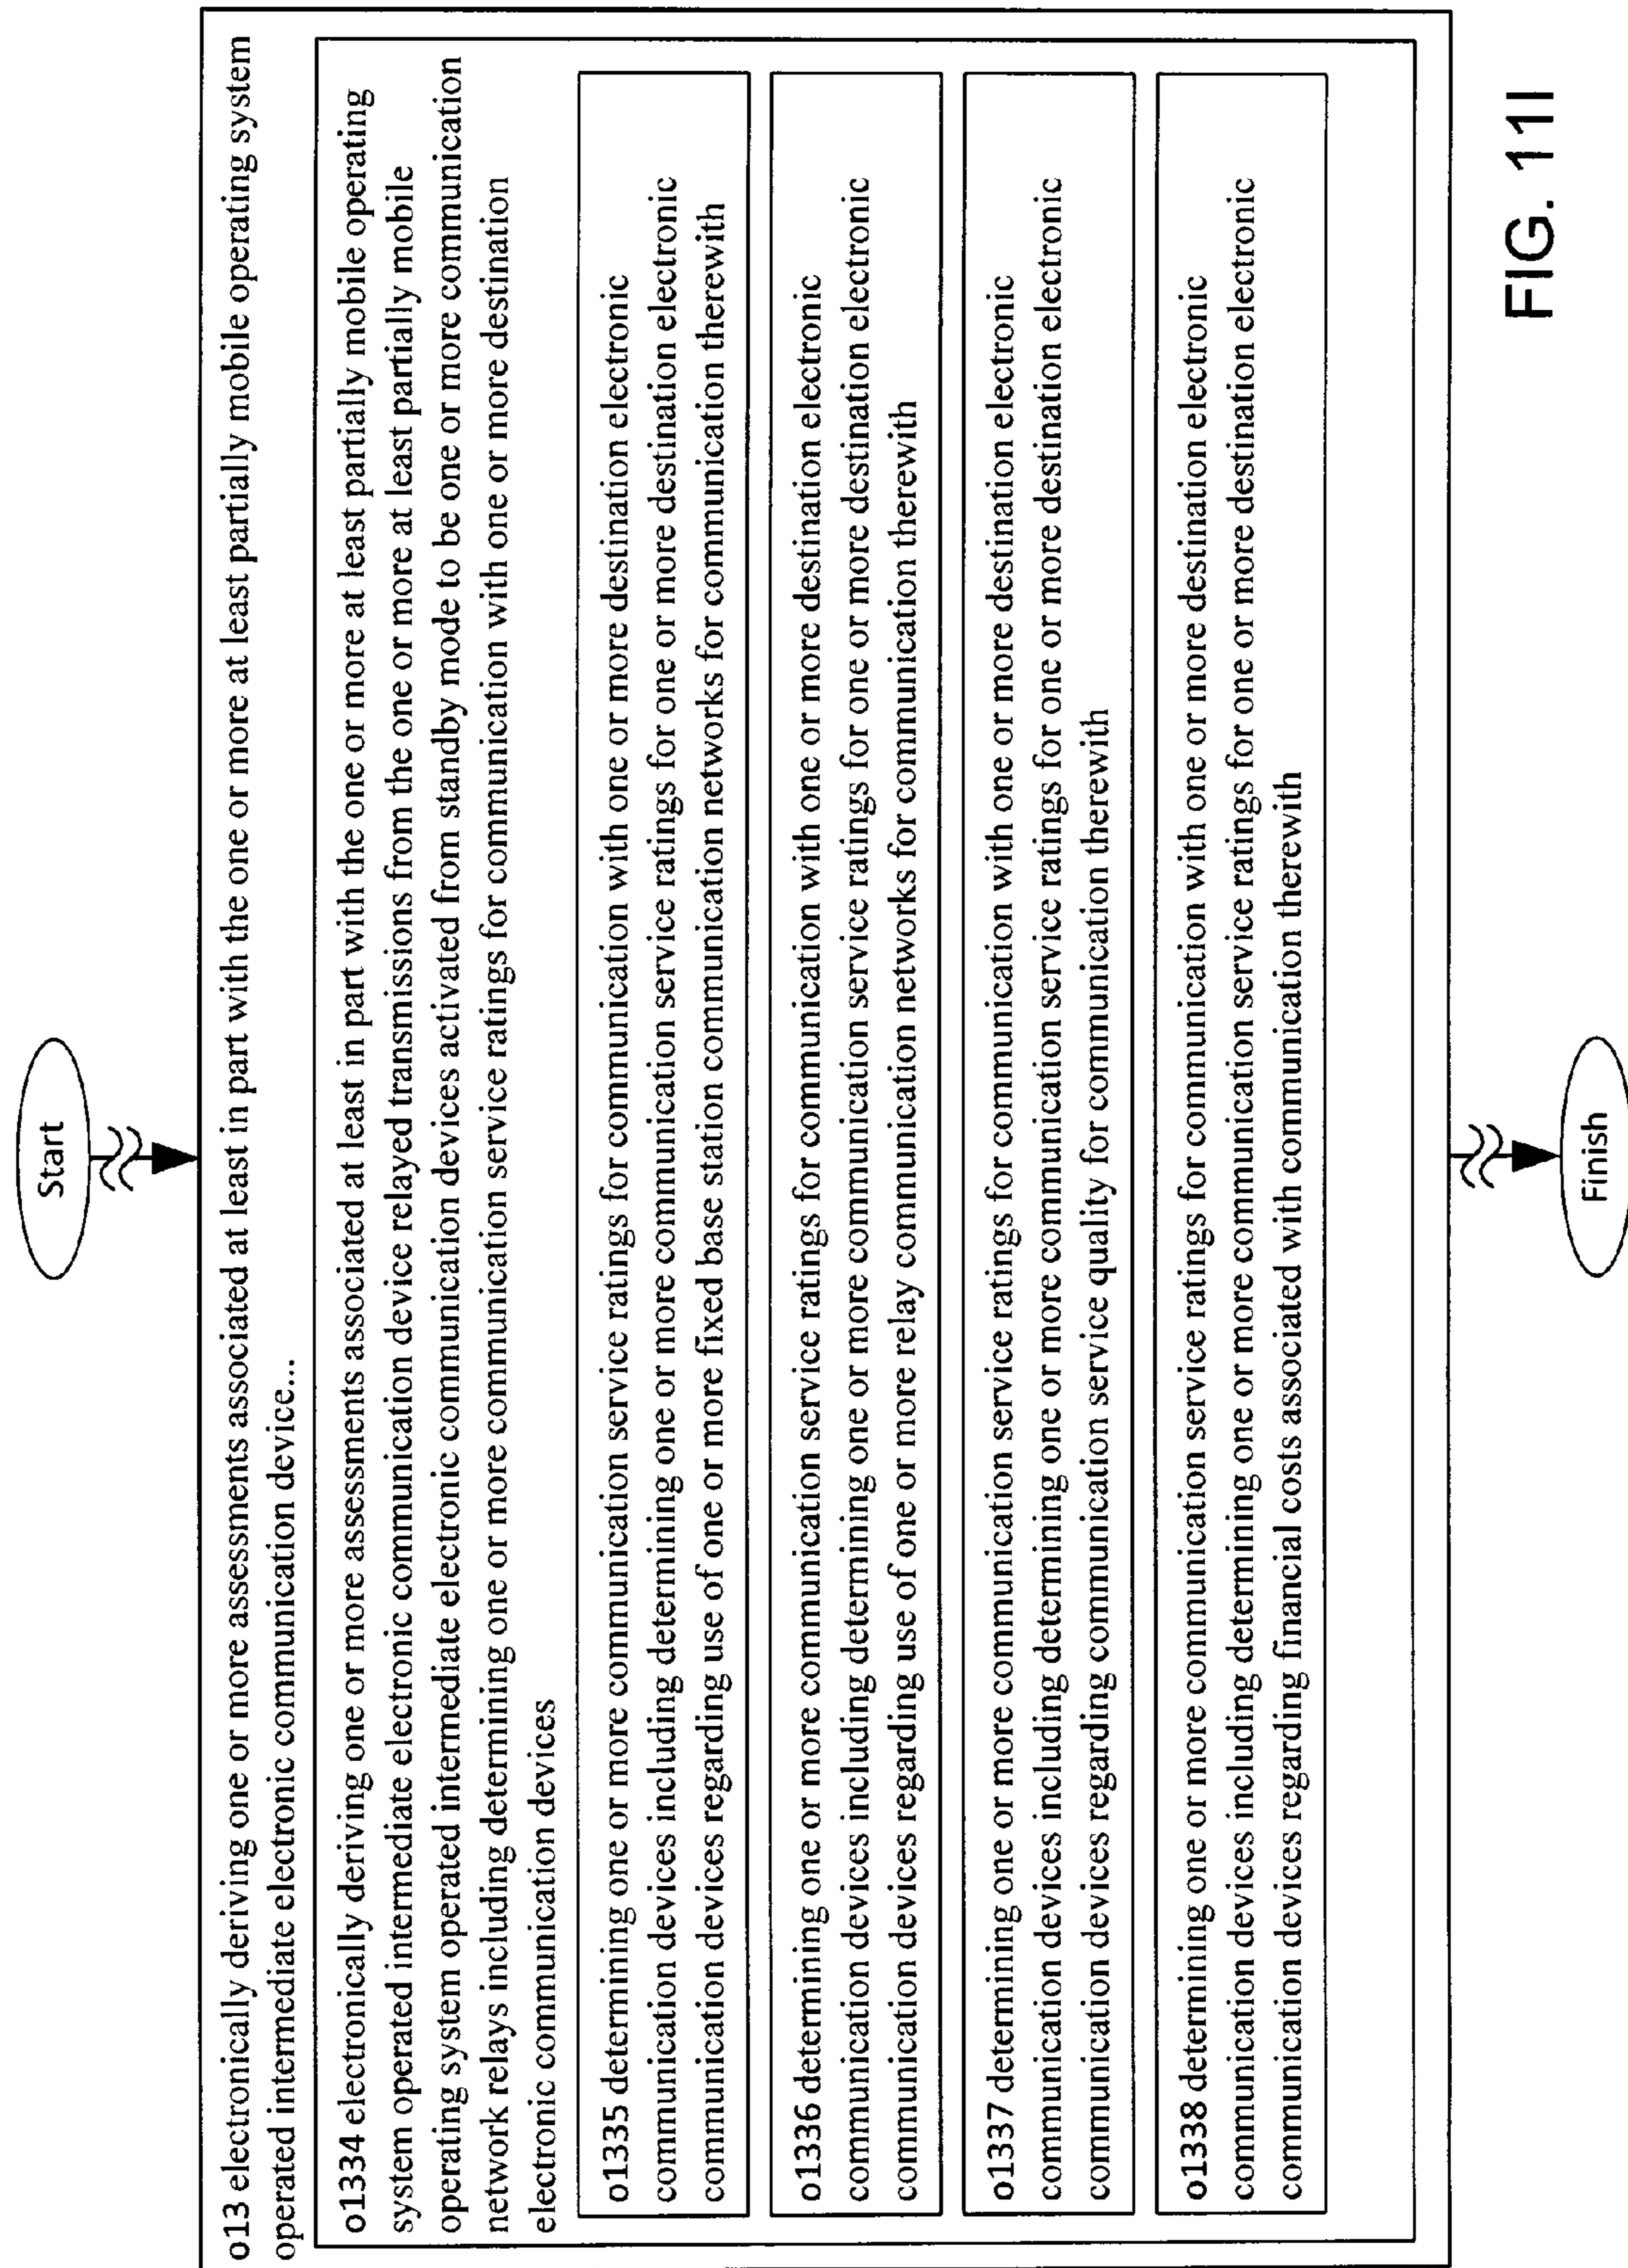 Start
o13 electronically deriving one or more assessments associated at least in part with the one or more at least partially mobile operating system
operated intermediate electronic communication device...
o1334 electronically deriving one or more assessments associated at least in part with the one or more at least partially mobile operating
system operated intermediate electronic communication device relayed transmissions from the one or more at least partially mobile
operating system operated intermediate electronic communication devices activated from standby mode to be one or more communication
network relays including determining one or more communication service ratings for communication with one or more destination
electronic communication devices
o1335 determining one or more communication service ratings for communication with one or more destination electronic
communication devices including determining one or more communication service ratings for one or more destination electronic
communication devices regarding use of one or more fixed base station communication networks for communication therewith
o1336 determining one or more communication service ratings for communication with one or more destination electronic
communication devices including determining one or more communication service ratings for one or more destination electronic
communication devices regarding use of one or more relay communication networks for communication therewith
o1337 determining one or more communication service ratings for communication with one or more destination electronic
communication devices including determining one or more communication service ratings for one or more destination electronic
communication devices regarding communication service quality for communication therewith
o1338 determining one or more communication service ratings for communication with one or more destination electronic
communication devices including determining one or more communication service ratings for one or more destination electronic
communication devices regarding financial costs associated with communication therewith
Finish
FIG. 11I